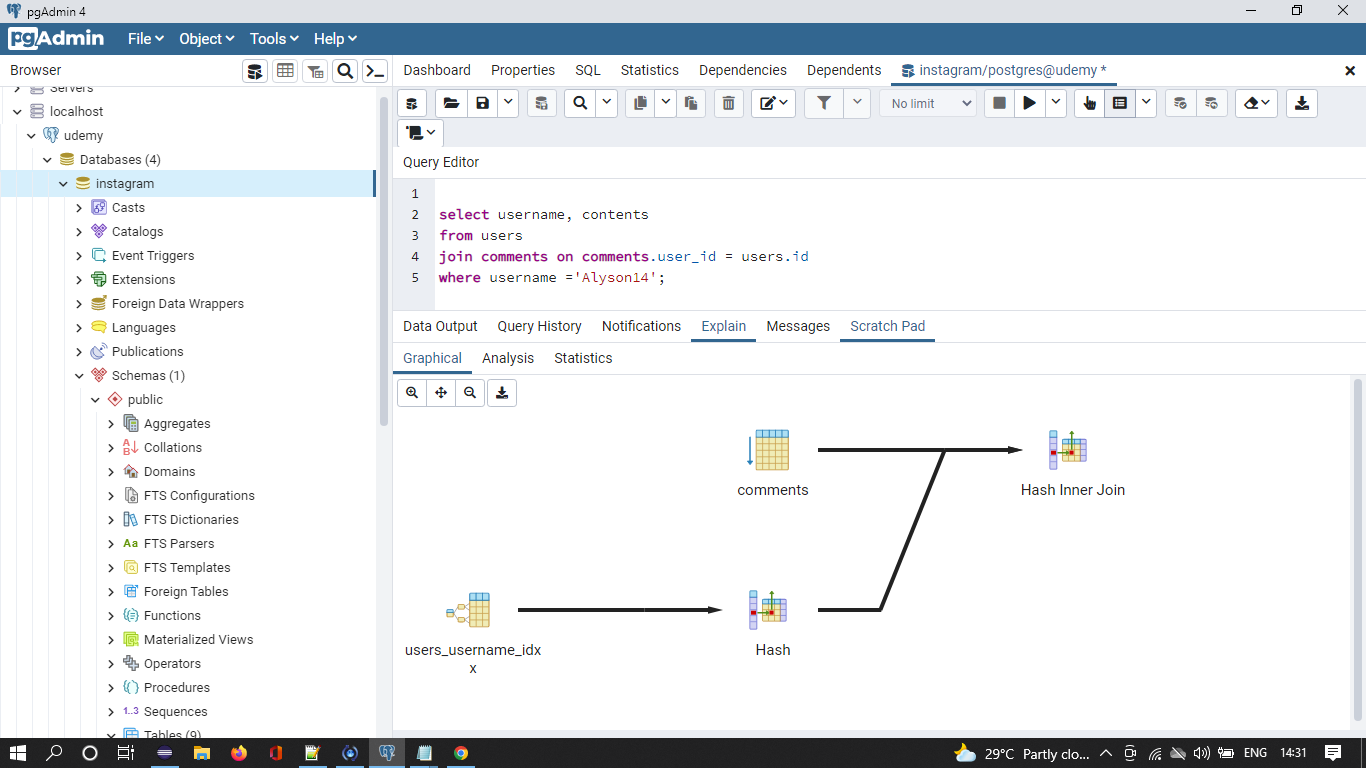 pgAdmin 4
pgAdmin File Object Tools Help
Browser
Dashboard Properties SQL Statistics Dependencies Dependents instagram/postgres@udemy *
Servers
localhost
udemy
Databases (4)
instagram
Casts
Catalogs
Event Triggers
Extensions
Foreign Data Wrappers
Languages
Publications
Schemas (1)
public
Aggregates
Collations
Domains
FTS Configurations
FTS Dictionaries
Aa FTS Parsers
FTS Templates
Foreign Tables
Functions
Materialized Views
Operators
Procedures
1..3 Sequences
Tables (9)
No limit
Query Editor
1
2 select username, contents
3 from users
4 join comments on comments.user_id = users.id
5 where username ='Alyson14';
Data Output Query History Notifications Explain Messages Scratch Pad
Graphical Analysis Statistics
comments
Hash Inner Join
users_username_idx
x
Hash
29°C Partly clo... ENG 14:31